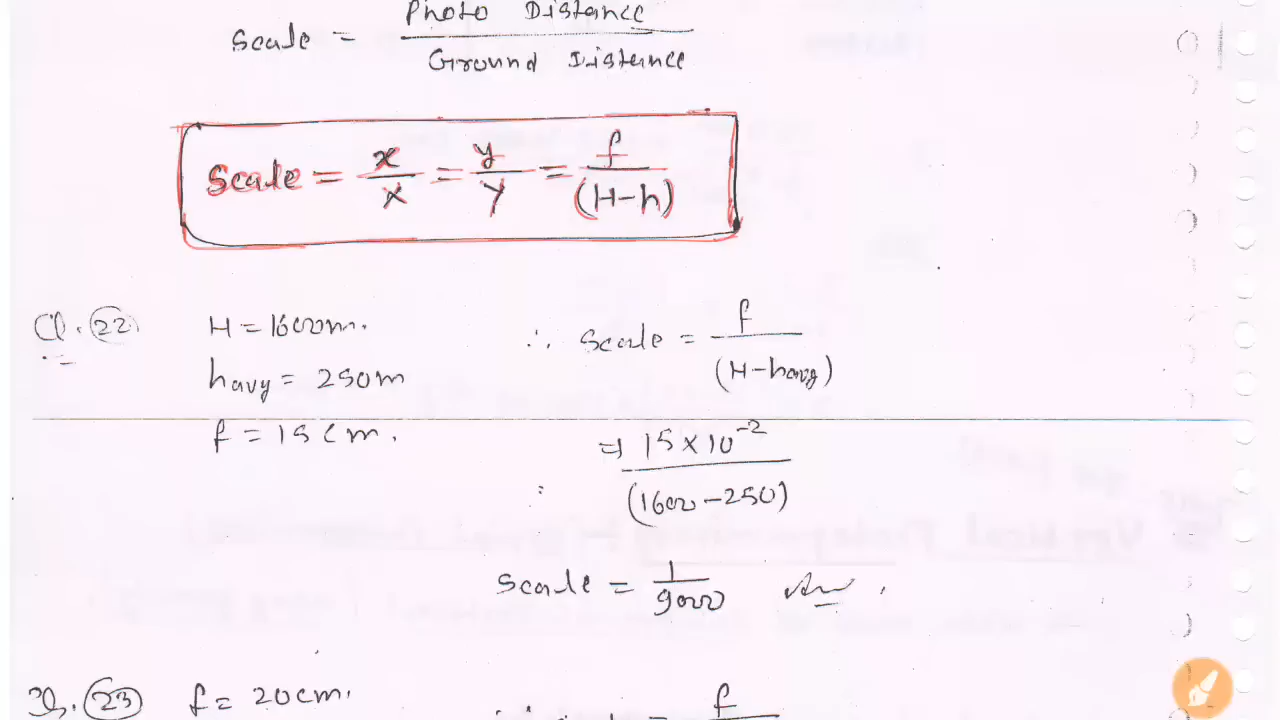 Scale = Photo Distance / Ground Distance
Scale = x/X = y/Y = f/(H-h)
Q.22 H = 1600m. ∴ Scale = f/(H-havg)
havg = 250m
f = 15cm. ⇒ 15×10⁻²/(1600-250)
Scale = 1/9000 Ans.
Q.23 f = 20cm. f